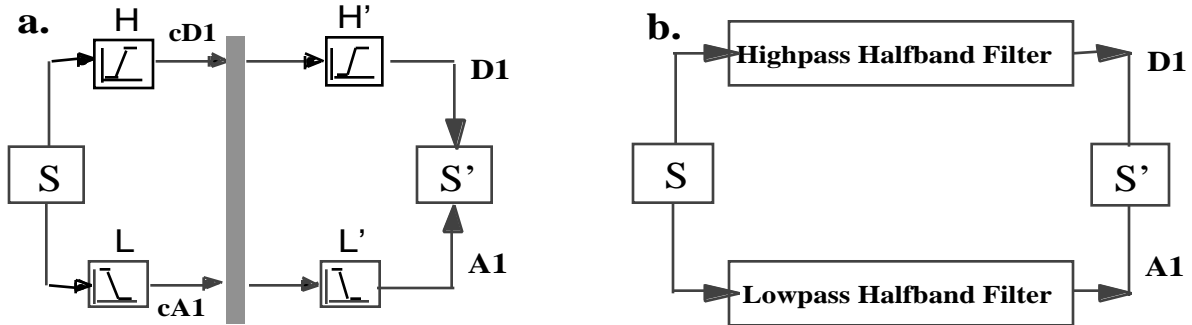 a.
H
cD1
H’
D1
S
S’
L
cA1
L’
A1
b.
Highpass Halfband Filter
D1
S
S’
Lowpass Halfband Filter
A1